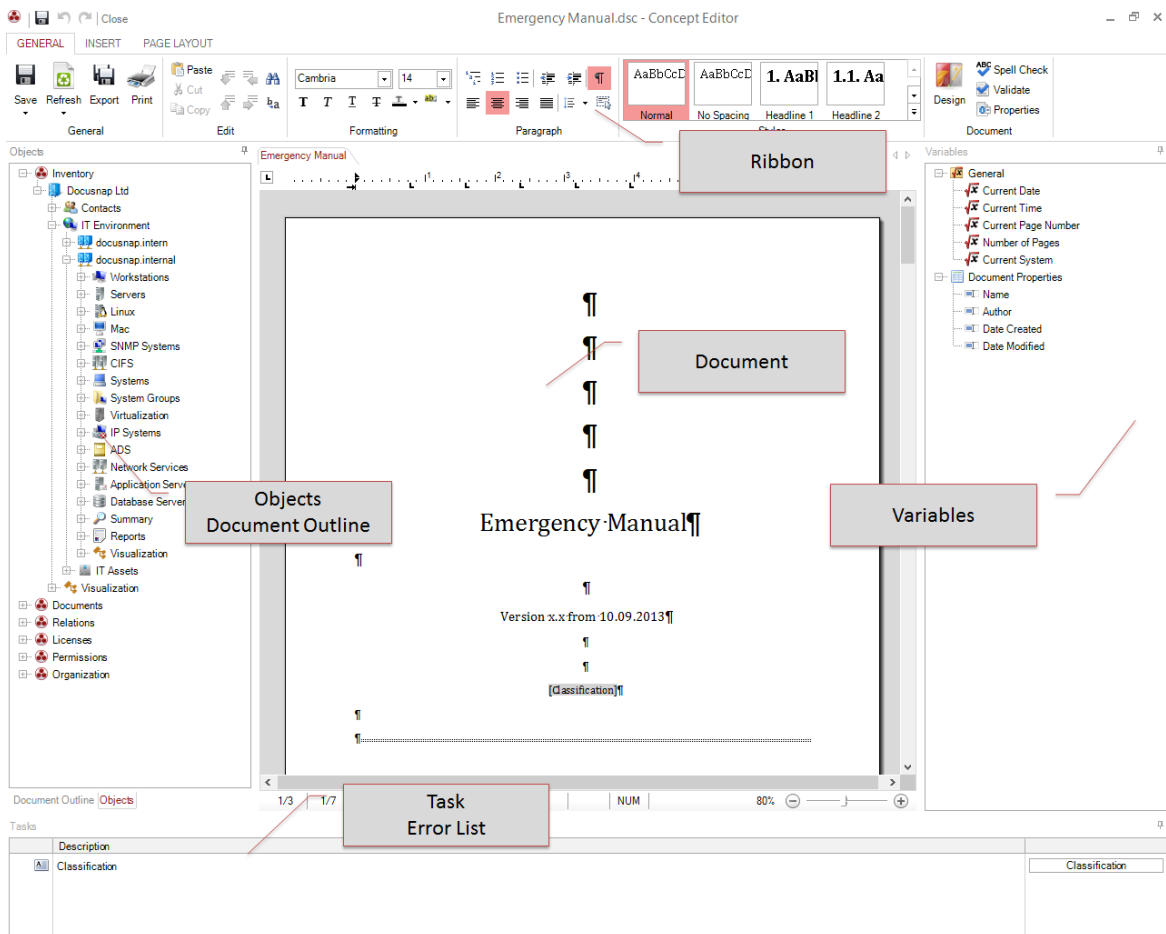 Close
Emergency Manual.dsc - Concept Editor
GENERAL INSERT PAGE LAYOUT
Save Refresh Export Print
Paste
Cut
Copy
Cambria 14
AaBbCcD AaBbCcD 1. AaBl 1.1. Aa
Normal No Spacing Headline 1 Headline 2
Design
Spell Check
Validate
Properties
General Edit Formatting Paragraph Styles Document
Ribbon
Objects
Inventory
Docusnap Ltd
Contacts
IT Environment
docusnap.intern
docusnap.internal
Workstations
Servers
Linux
Mac
SNMP Systems
CIFS
Systems
System Groups
Virtualization
IP Systems
ADS
Network Services
Application Serv
Database Server
Summary
Reports
Visualization
IT Assets
Visualization
Documents
Relations
Licenses
Permissions
Organization
Objects
Document Outline
Document Outline Objects
Emergency Manual
L 1 2 3 4
¶
¶
¶
¶
¶
Emergency·Manual¶
¶
¶
Version x.x from·10.09.2013¶
¶
¶
[Classification]¶
¶
¶
Document
1/3 1/7 NUM 80%
Variables
General
Current Date
Current Time
Current Page Number
Number of Pages
Current System
Document Properties
Name
Author
Date Created
Date Modified
Variables
Task
Error List
Tasks
Description
Classification Classification